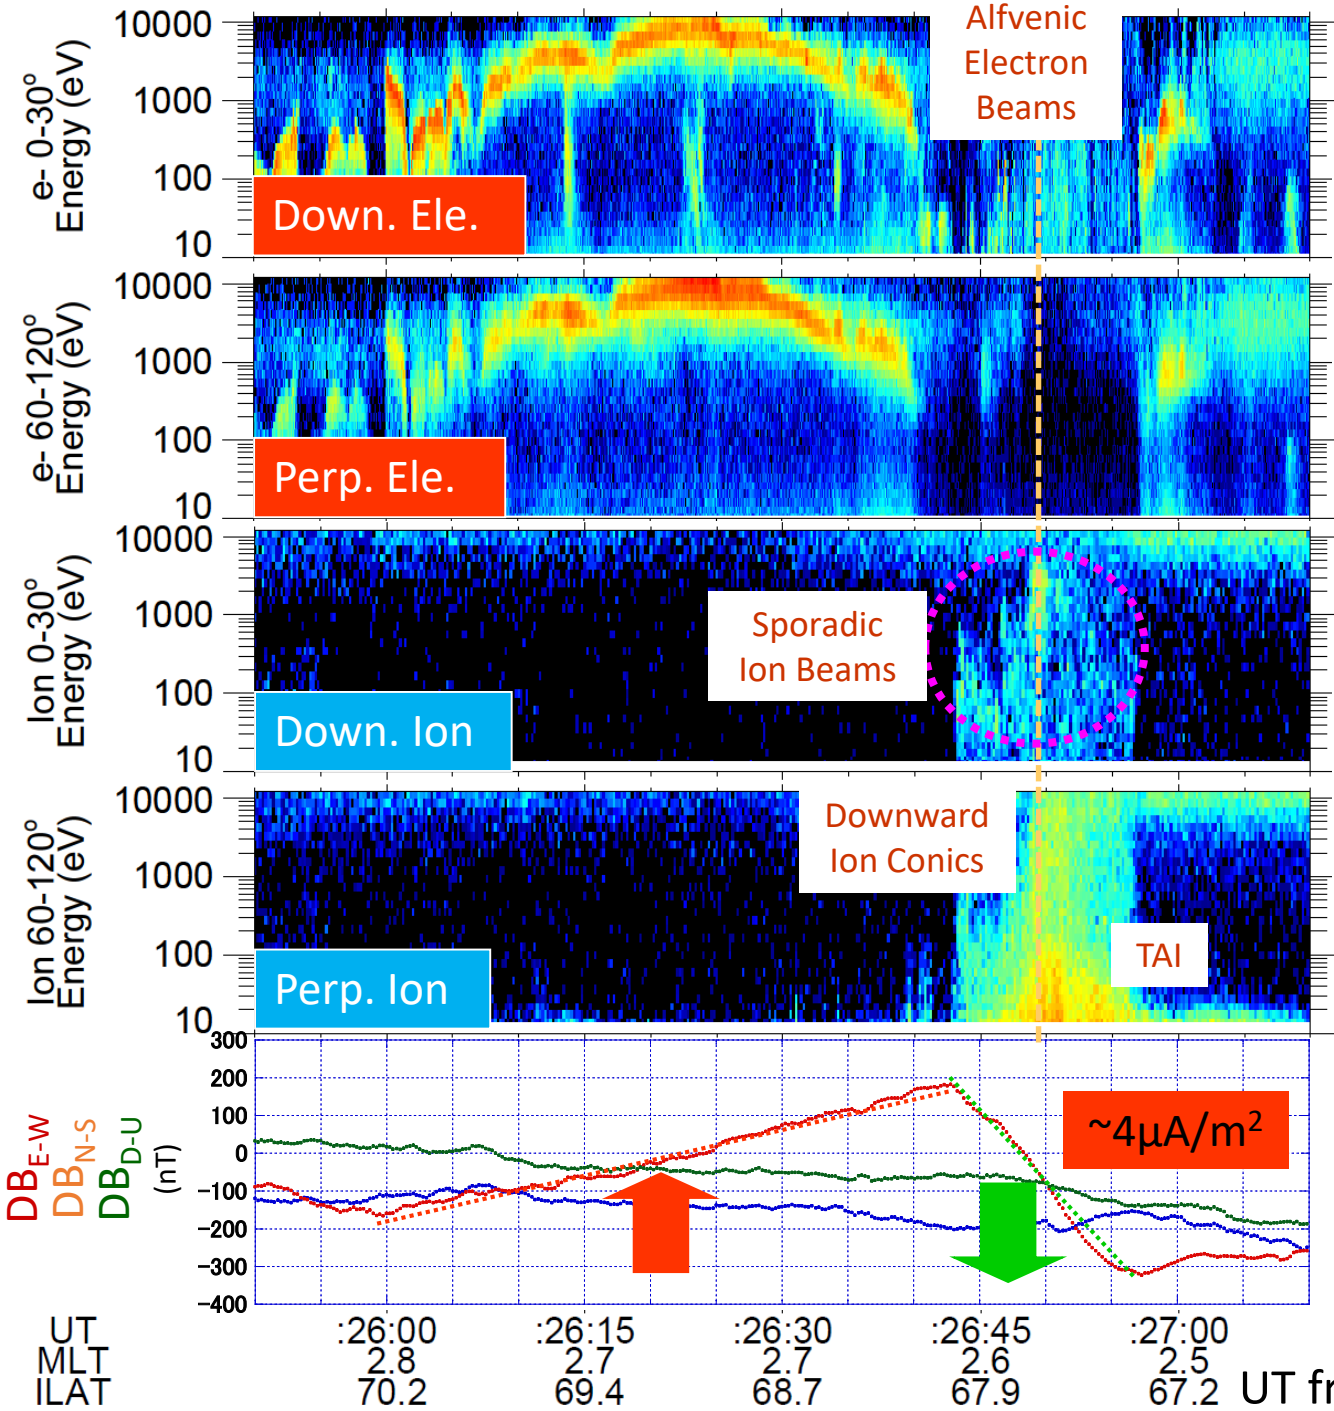 Alfvenic
Electron
Beams
e- 0-30°
Energy (eV)
10000
1000
100
10
Down. Ele.
e- 60-120°
Energy (eV)
10000
1000
100
10
Perp. Ele.
Ion 0-30°
Energy (eV)
10000
1000
100
10
Sporadic
Ion Beams
Down. Ion
Ion 60-120°
Energy (eV)
10000
1000
100
10
Downward
Ion Conics
TAI
Perp. Ion
DB E-W
DB N-S
DB D-U
(nT)
300
200
100
0
-100
-200
-300
-400
~4μA/m²
UT :26:00 :26:15 :26:30 :26:45 :27:00
MLT 2.8 2.7 2.7 2.6 2.5
ILAT 70.2 69.4 68.7 67.9 67.2
UT fr